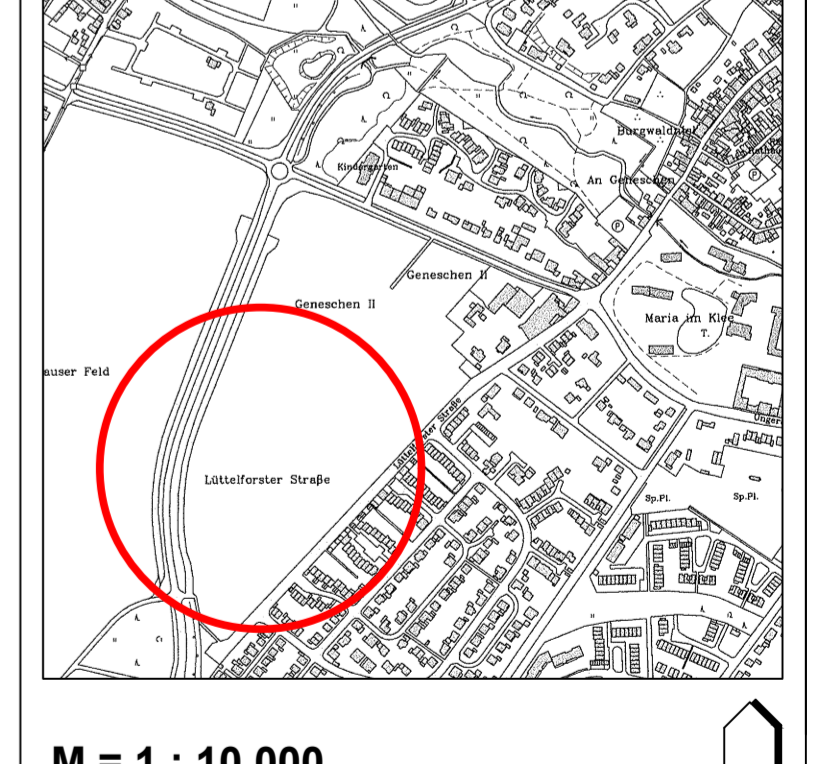 Burgwaldniel
Kindergarten
An Geneschen
P
P
Geneschen II
Geneschen II
Maria im Klee
T.
auser Feld
Lüttelforster Straße
Lüttelforster Straße
Sp.Pl.
Sp.Pl.
M = 1 : 10.000